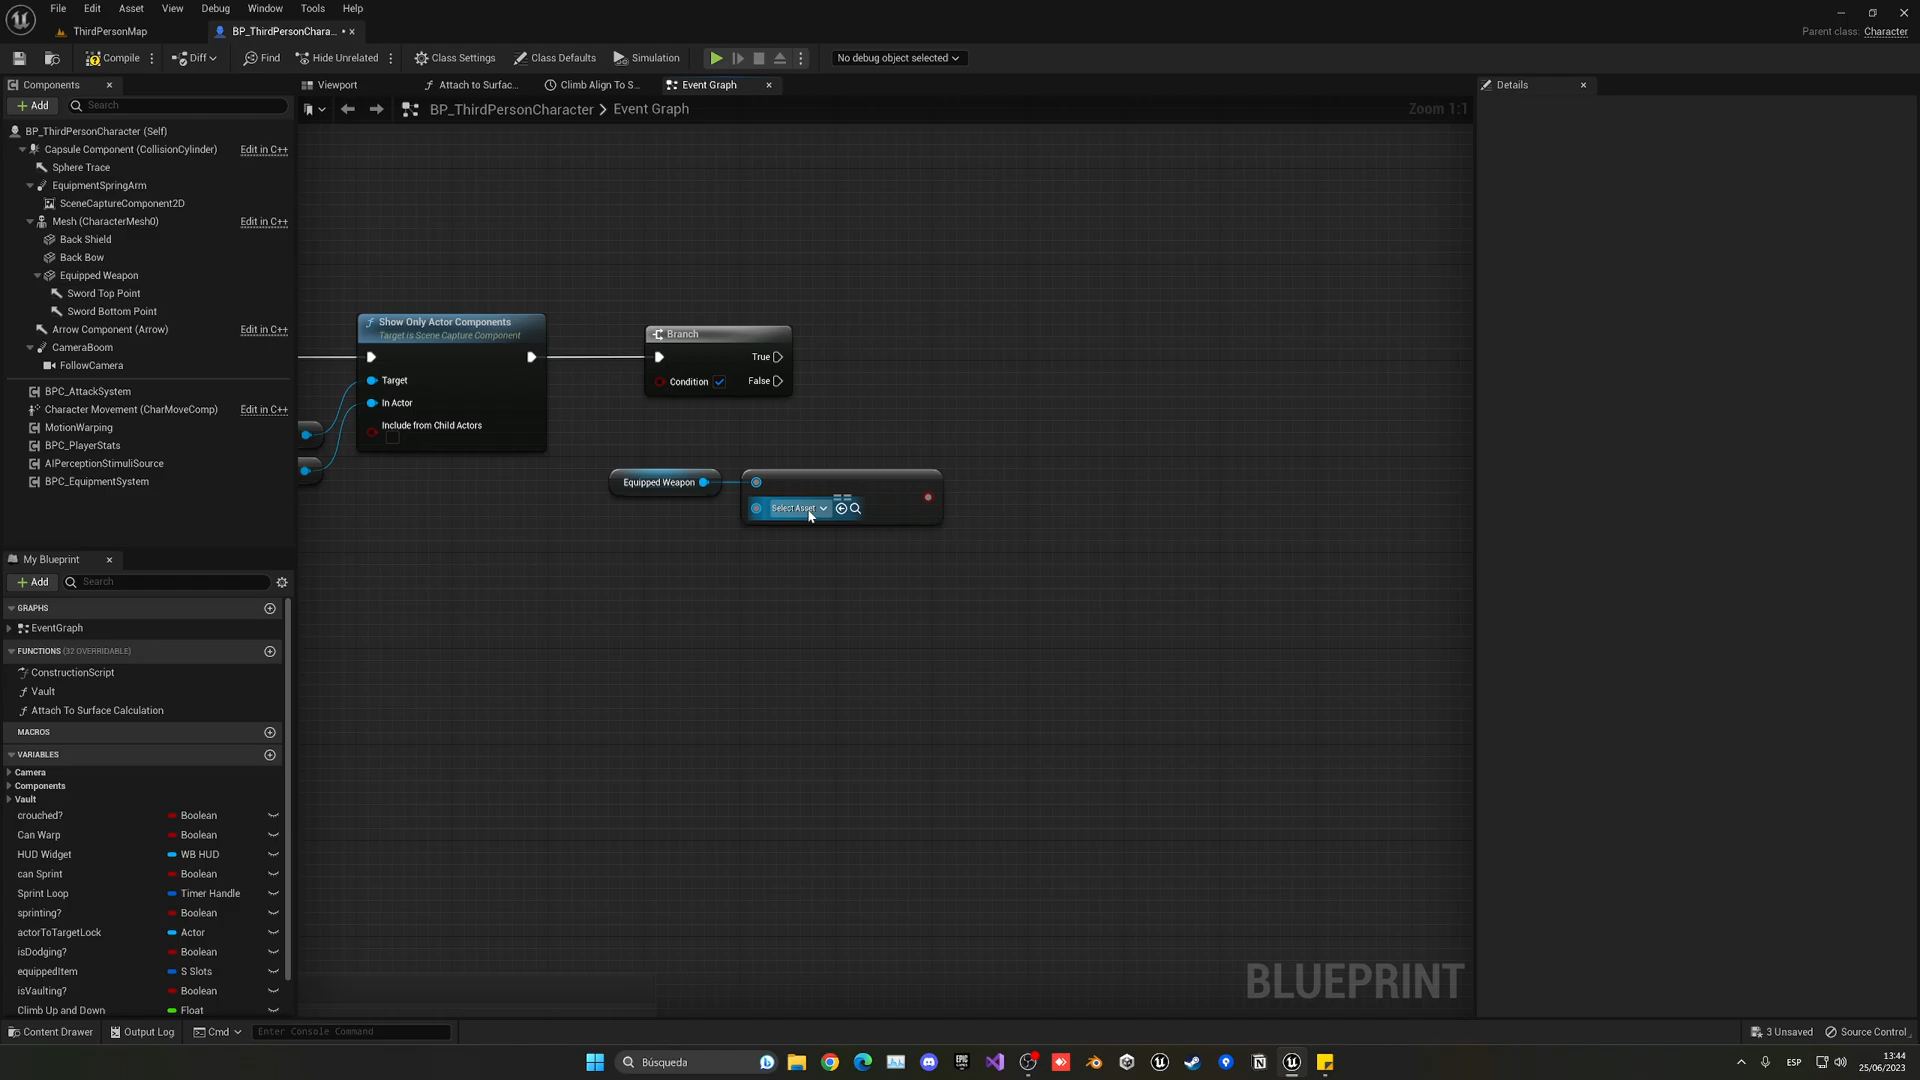 File Edit Asset View Debug Window Tools Help
ThirdPersonMap
BP_ThirdPersonChara... •
Parent class: Character
Compile
Diff
Find
Hide Unrelated
Class Settings
Class Defaults
Simulation
No debug object selected
Components
Viewport
Attach to Surfac...
Climb Align To S...
Event Graph
Details
Add
Search
BP_ThirdPersonCharacter > Event Graph
Zoom 1:1
BP_ThirdPersonCharacter (Self)
Capsule Component (CollisionCylinder) Edit in C++
Sphere Trace
EquipmentSpringArm
SceneCaptureComponent2D
Mesh (CharacterMesh0) Edit in C++
Back Shield
Back Bow
Equipped Weapon
Sword Top Point
Sword Bottom Point
Arrow Component (Arrow) Edit in C++
CameraBoom
FollowCamera
BPC_AttackSystem
Character Movement (CharMoveComp) Edit in C++
MotionWarping
BPC_PlayerStats
AIPerceptionStimuliSource
BPC_EquipmentSystem
Show Only Actor Components
Target is Scene Capture Component
Target
In Actor
Include from Child Actors
Branch
True
Condition
False
Equipped Weapon
==
Select Asset
My Blueprint
Add
Search
GRAPHS
EventGraph
FUNCTIONS (32 OVERRIDABLE)
ConstructionScript
Vault
Attach To Surface Calculation
MACROS
VARIABLES
Camera
Components
Vault
crouched? Boolean
Can Warp Boolean
HUD Widget WB HUD
can Sprint Boolean
Sprint Loop Timer Handle
sprinting? Boolean
actorToTargetLock Actor
isDodging? Boolean
equippedItem S Slots
isVaulting? Boolean
Climb Up and Down Float
BLUEPRINT
Content Drawer
Output Log
Cmd
Enter Console Command
3 Unsaved
Source Control
Búsqueda
ESP
13:44
25/06/2023